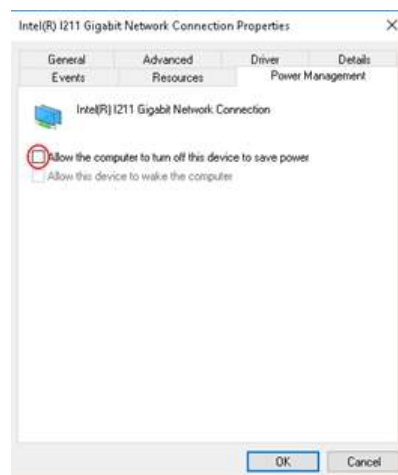 Intel(R) I211 Gigabit Network Connection Properties
General Advanced Driver Details
Events Resources Power Management
Intel(R) I211 Gigabit Network Connection
Allow the computer to turn off this device to save power
Allow this device to wake the computer
OK Cancel